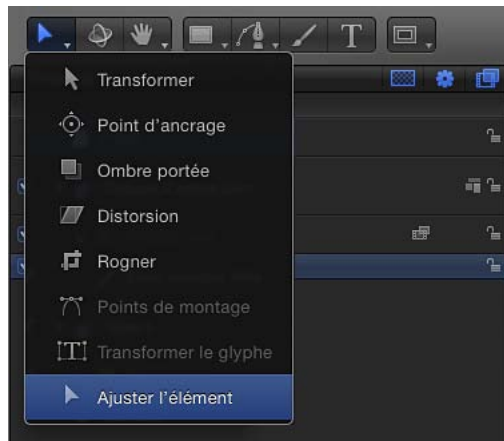 T
Transformer
Point d'ancrage
Ombre portée
Distorsion
Rogner
Points de montage
T Transformer le glyphe
Ajuster l'élément